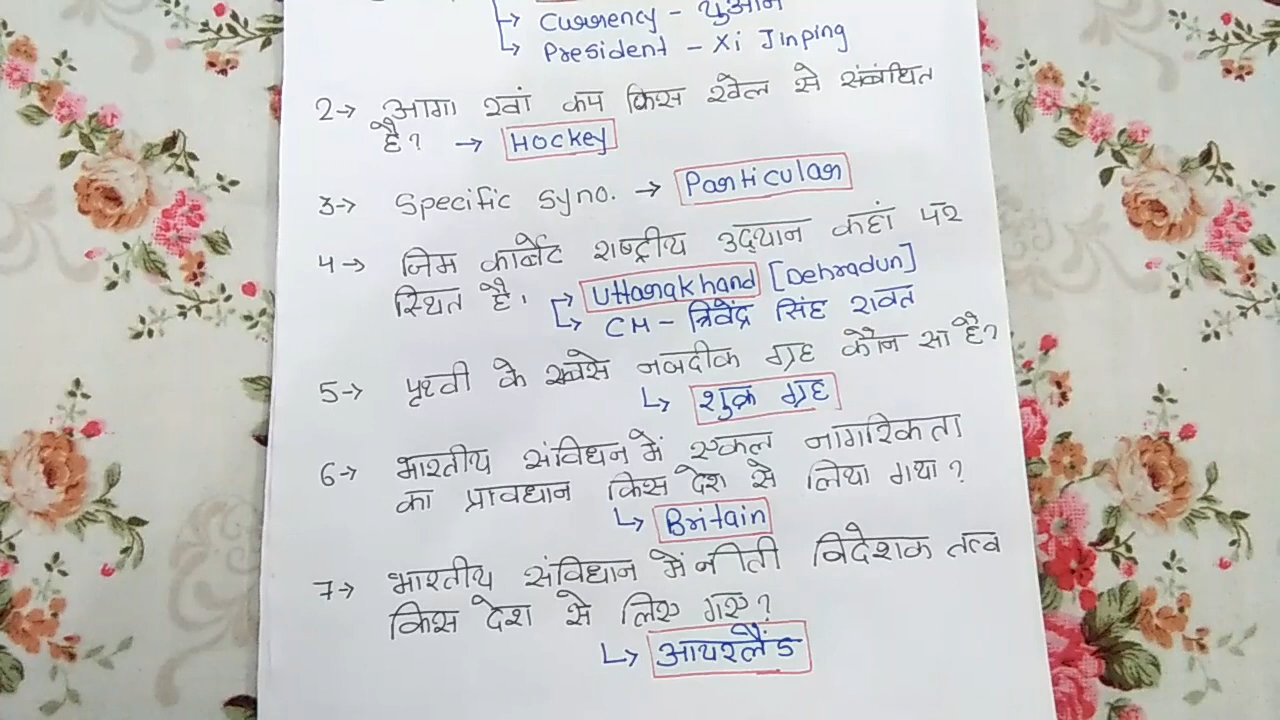 Currency - युआन
President - Xi Jinping
2→ आगा खां कप किस खेल से संबंधित
है? → Hockey
3→ Specific Syno. → Particular
4→ जिम कार्बेट राष्ट्रीय उद्यान कहां पर
स्थित है। → Uttarakhand [Dehradun]
→ CM - त्रिवेंद्र सिंह रावत
5→ पृथ्वी के सबसे नजदीक ग्रह कौन सा है?
↳ शुक्र ग्रह
6→ भारतीय संविधन में एकल नागरिकता
का प्रावधान किस देश से लिया गया?
↳ Britain
7→ भारतीय संविधान में नीती विदेशक तत्व
किस देश से लिए गए?
↳ आयरलैंड